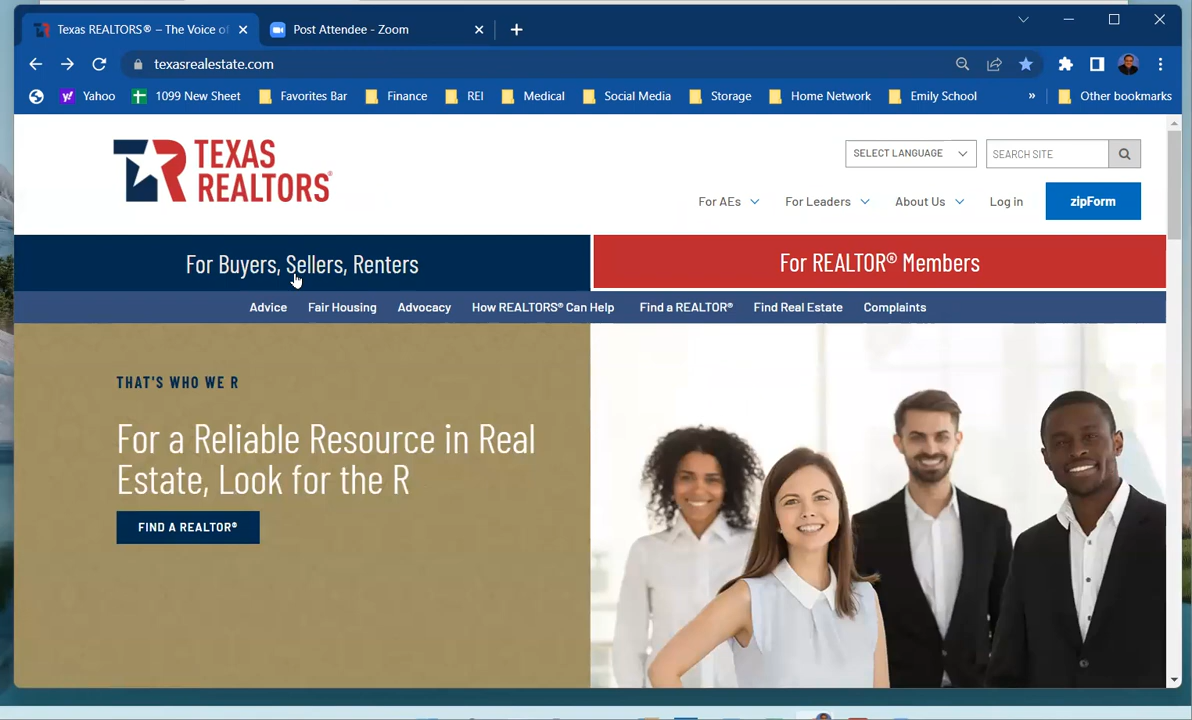 Texas REALTORS® – The Voice of
Post Attendee - Zoom
texasrealestate.com
Yahoo
1099 New Sheet
Favorites Bar
Finance
REI
Medical
Social Media
Storage
Home Network
Emily School
»
Other bookmarks
TEXAS
REALTORS®
SELECT LANGUAGE
SEARCH SITE
For AEs
For Leaders
About Us
Log in
zipForm
For Buyers, Sellers, Renters
For REALTOR® Members
Advice
Fair Housing
Advocacy
How REALTORS® Can Help
Find a REALTOR®
Find Real Estate
Complaints
THAT'S WHO WE R
For a Reliable Resource in Real
Estate, Look for the R
FIND A REALTOR®